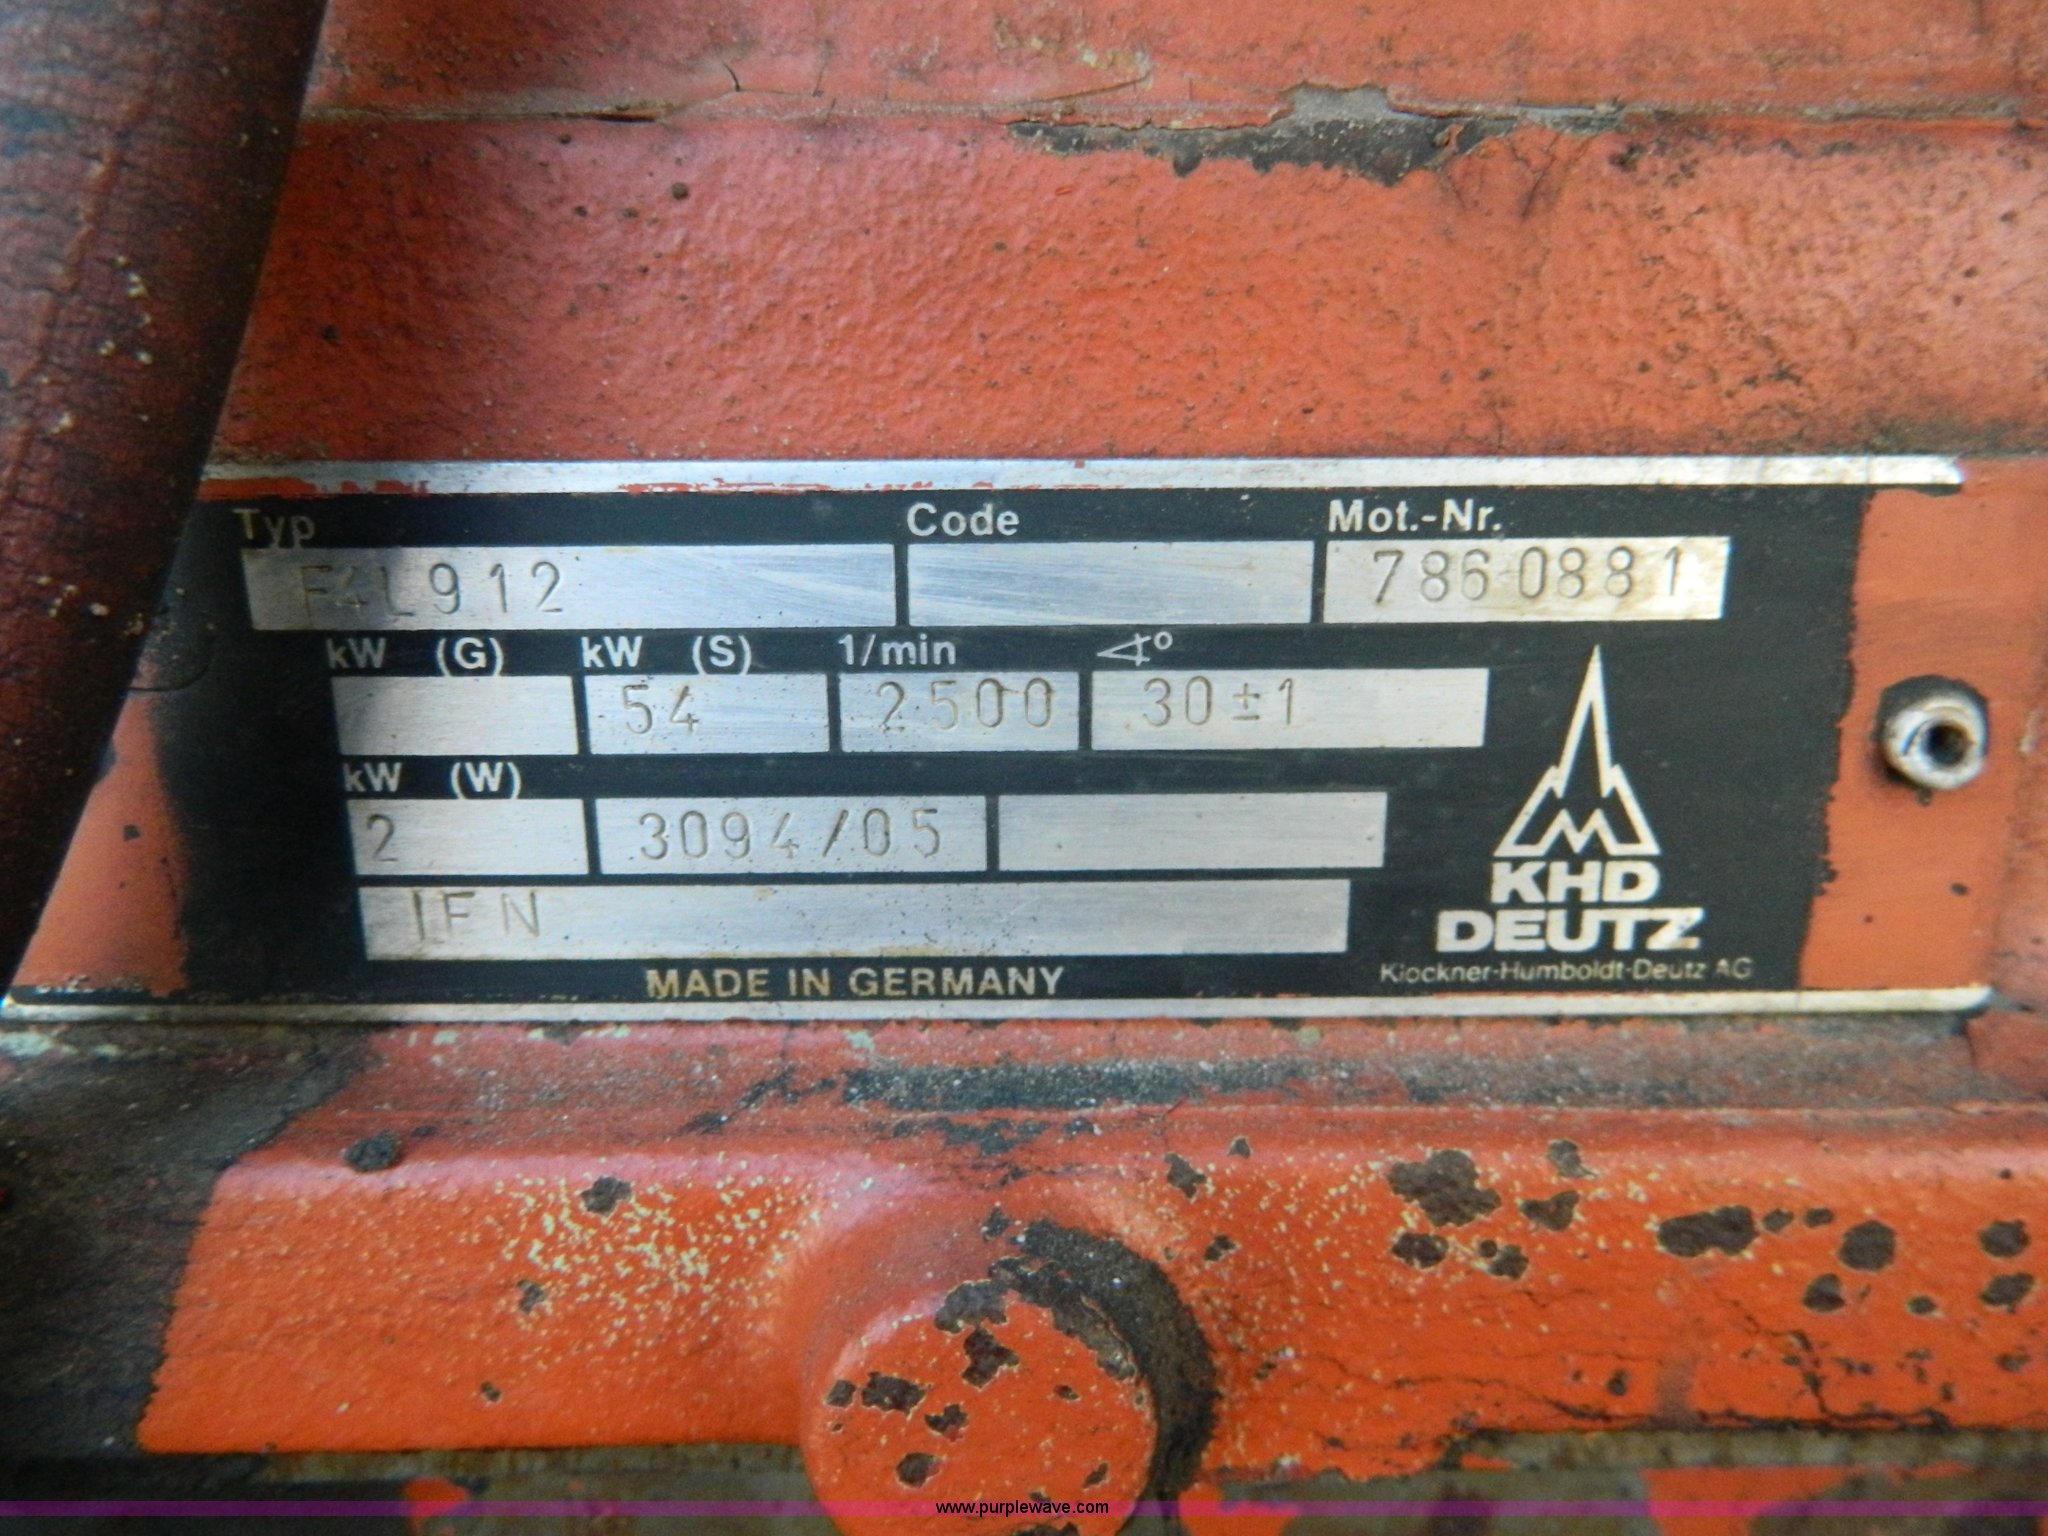 Typ Code Mot.-Nr.
F4L912 7860881
kW (G) kW (S) 1/min ∢°
54 2500 30±1
kW (W)
2 3094/05
IFN
KHD
DEUTZ
Klockner-Humboldt-Deutz AG
MADE IN GERMANY
www.purplewave.com